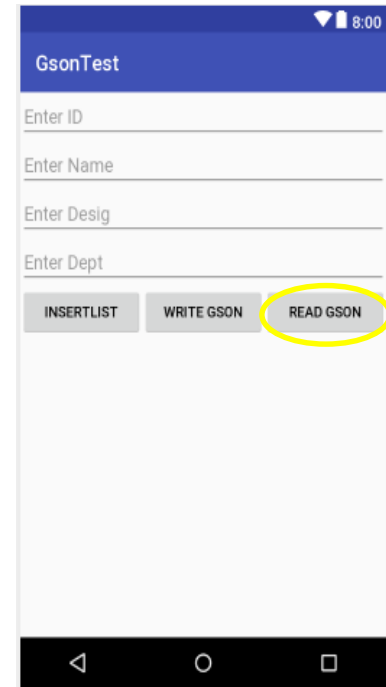 8:00
GsonTest
Enter ID
Enter Name
Enter Desig
Enter Dept
INSERTLIST WRITE GSON READ GSON